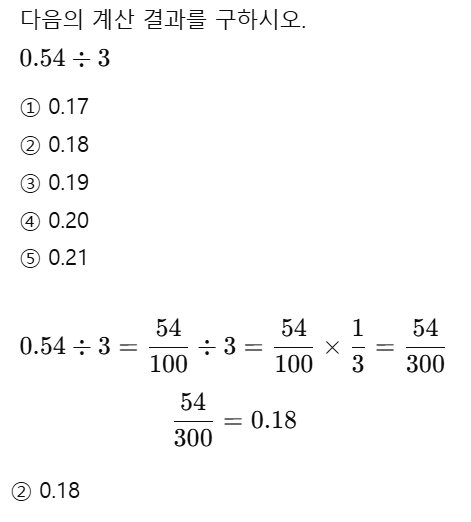 다음의 계산 결과를 구하시오.
0.54 ÷ 3
① 0.17
② 0.18
③ 0.19
④ 0.20
⑤ 0.21
0.54 ÷ 3 = 54/100 ÷ 3 = 54/100 × 1/3 = 54/300
54/300 = 0.18
② 0.18